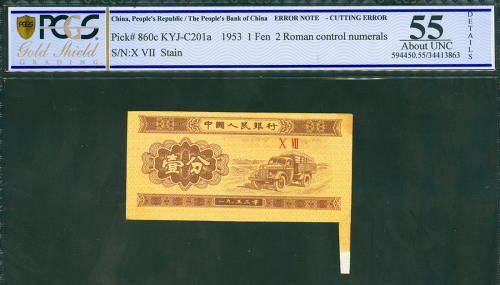 PCGS
Gold Shield
GRADING
China, People's Republic / The People's Bank of China ERROR NOTE - CUTTING ERROR
Pick# 860c KYJ-C201a 1953 1 Fen 2 Roman control numerals
S/N:X VII Stain
55
About UNC
594450.55/34413863
DETAILS
中國人民銀行
X VII
壹分
一九五三年